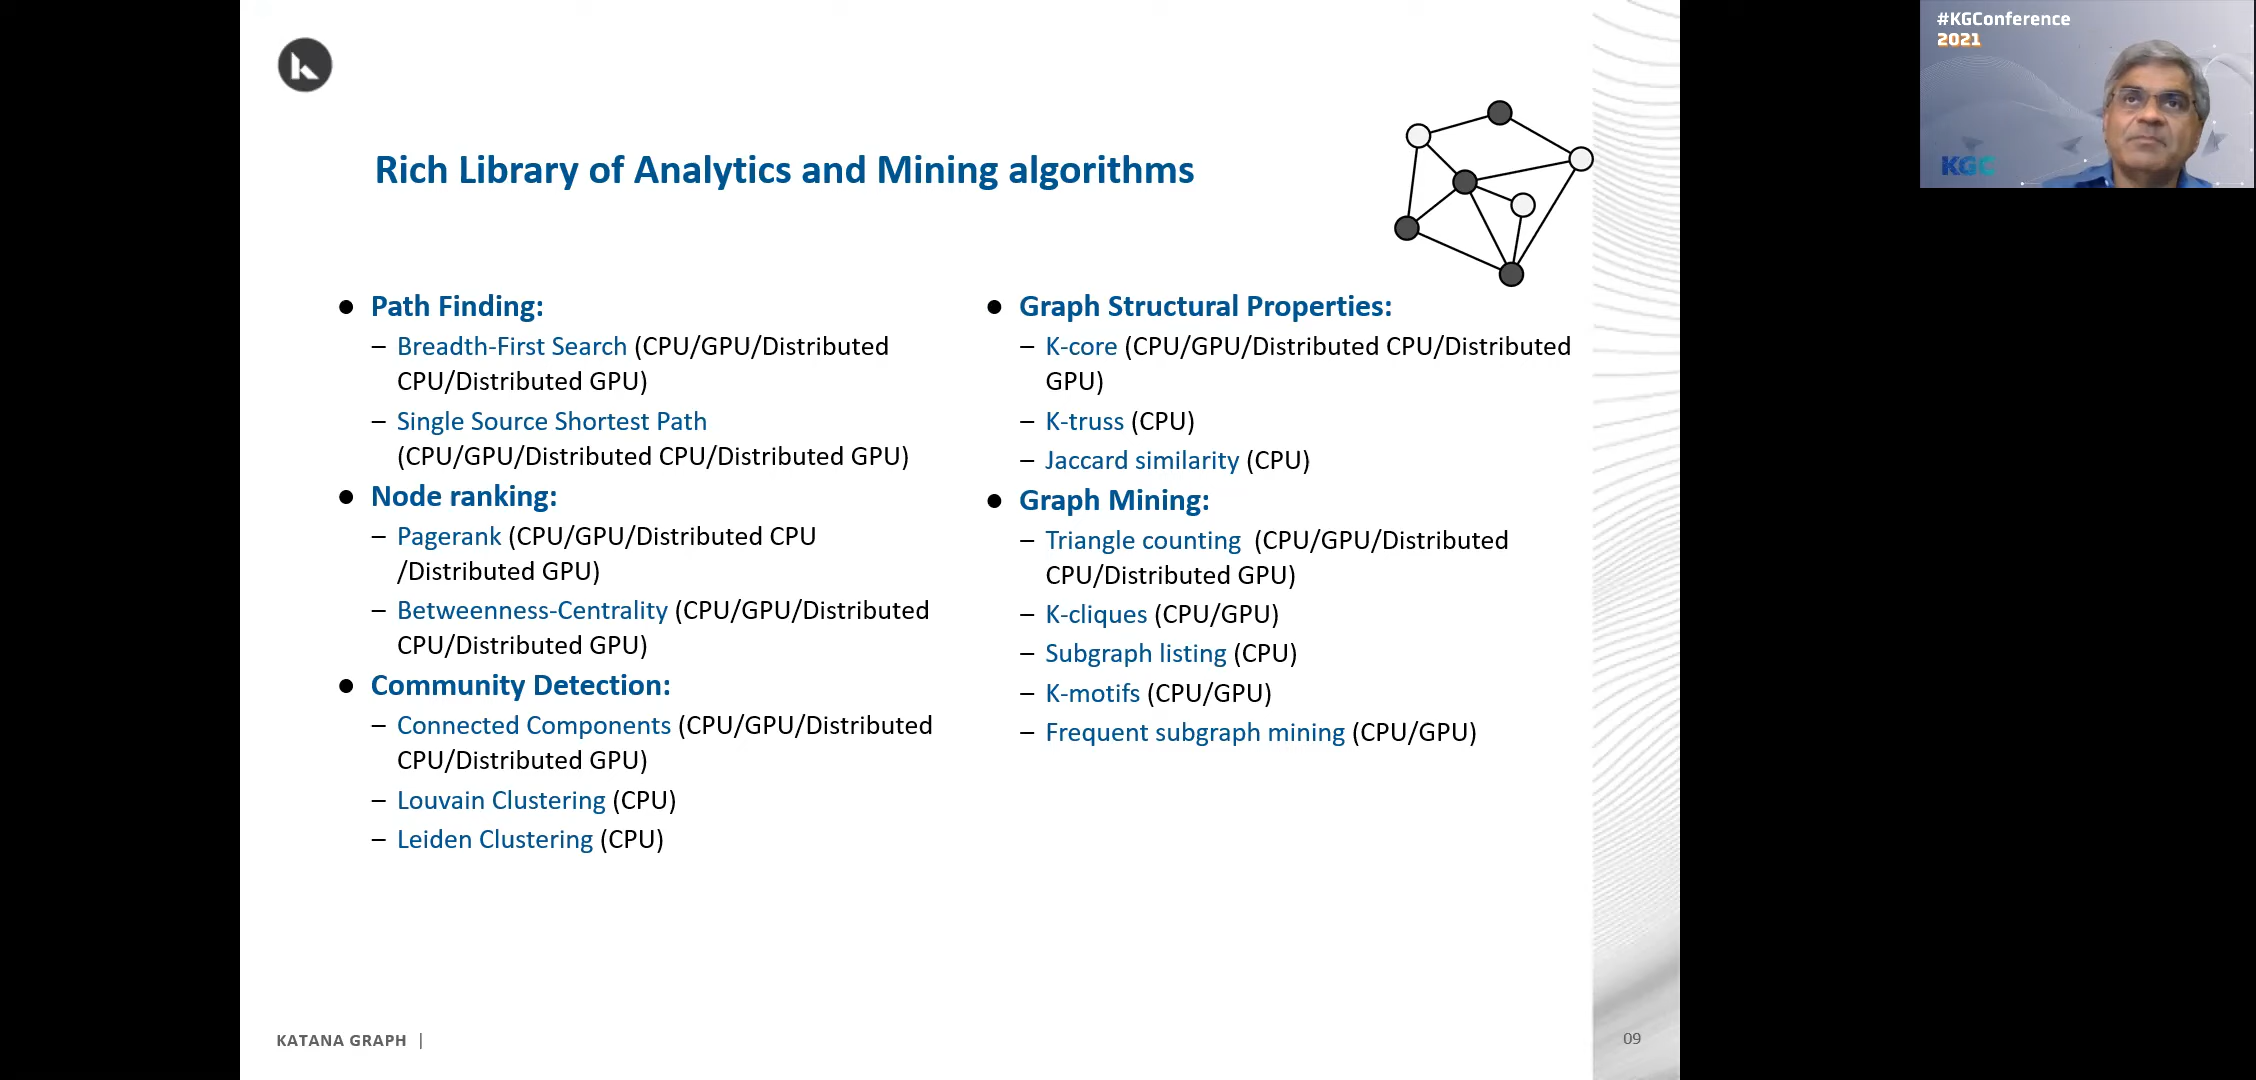 Rich Library of Analytics and Mining algorithms
● Path Finding:
– Breadth-First Search (CPU/GPU/Distributed
CPU/Distributed GPU)
– Single Source Shortest Path
(CPU/GPU/Distributed CPU/Distributed GPU)
● Node ranking:
– Pagerank (CPU/GPU/Distributed CPU
/Distributed GPU)
– Betweenness-Centrality (CPU/GPU/Distributed
CPU/Distributed GPU)
● Community Detection:
– Connected Components (CPU/GPU/Distributed
CPU/Distributed GPU)
– Louvain Clustering (CPU)
– Leiden Clustering (CPU)
● Graph Structural Properties:
– K-core (CPU/GPU/Distributed CPU/Distributed
GPU)
– K-truss (CPU)
– Jaccard similarity (CPU)
● Graph Mining:
– Triangle counting (CPU/GPU/Distributed
CPU/Distributed GPU)
– K-cliques (CPU/GPU)
– Subgraph listing (CPU)
– K-motifs (CPU/GPU)
– Frequent subgraph mining (CPU/GPU)
KATANA GRAPH |
09
#KGConference
2021
KGC